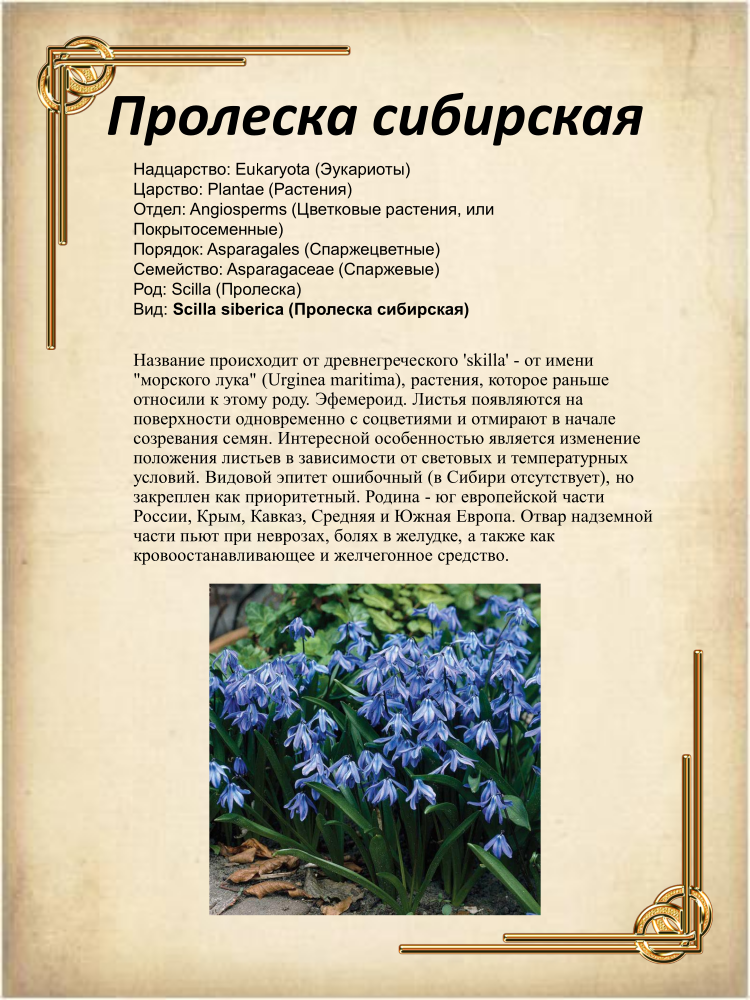 Пролеска сибирская
Надцарство: Eukaryota (Эукариоты)
Царство: Plantae (Растения)
Отдел: Angiosperms (Цветковые растения, или
Покрытосеменные)
Порядок: Asparagales (Спаржецветные)
Семейство: Asparagaceae (Спаржевые)
Род: Scilla (Пролеска)
Вид: Scilla siberica (Пролеска сибирская)
Название происходит от древнегреческого 'skilla' - от имени
"морского лука" (Urginea maritima), растения, которое раньше
относили к этому роду. Эфемероид. Листья появляются на
поверхности одновременно с соцветиями и отмирают в начале
созревания семян. Интересной особенностью является изменение
положения листьев в зависимости от световых и температурных
условий. Видовой эпитет ошибочный (в Сибири отсутствует), но
закреплен как приоритетный. Родина - юг европейской части
России, Крым, Кавказ, Средняя и Южная Европа. Отвар надземной
части пьют при неврозах, болях в желудке, а также как
кровоостанавливающее и желчегонное средство.